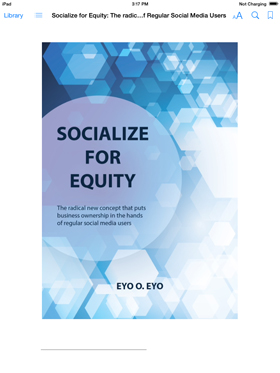 iPad 3:17 PM Not Charging
Library Socialize for Equity: The radic...f Regular Social Media Users AA
SOCIALIZE
FOR
EQUITY
The radical new concept that puts
business ownership in the hands
of regular social media users
EYO O. EYO